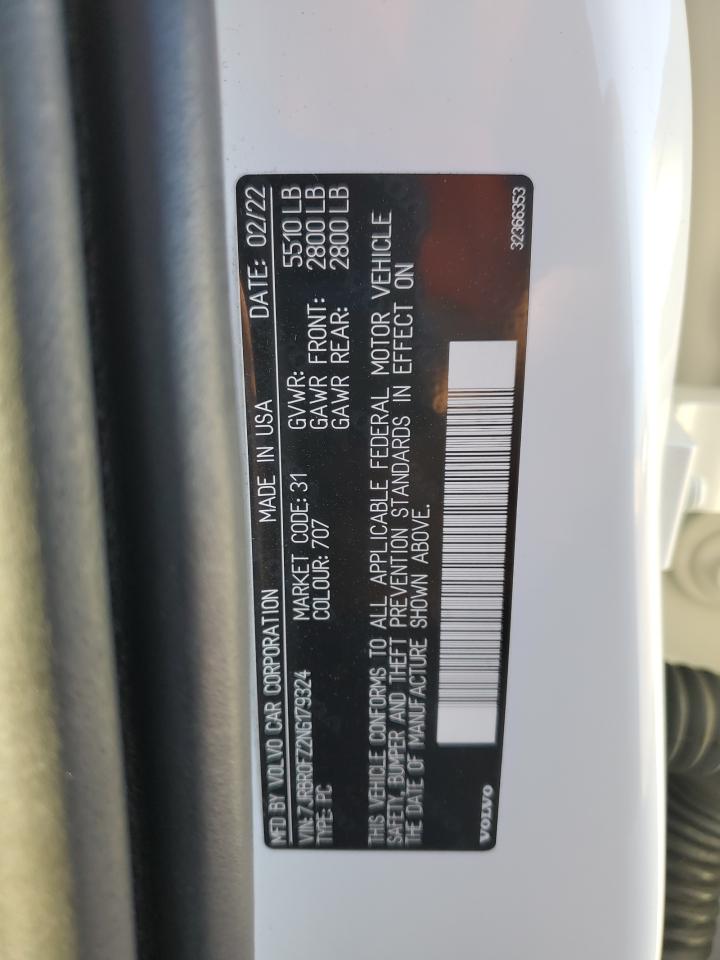 MFD BY VOLVO CAR CORPORATION MADE IN USA DATE: 02/22
VIN: 7JRBR0FZ2NG179324
TYPE: PC
MARKET CODE: 31
COLOUR: 707
GVWR: 5510 LB
GAWR FRONT: 2800 LB
GAWR REAR: 2800 LB
THIS VEHICLE CONFORMS TO ALL APPLICABLE FEDERAL MOTOR VEHICLE
SAFETY, BUMPER AND THEFT PREVENTION STANDARDS IN EFFECT ON
THE DATE OF MANUFACTURE SHOWN ABOVE.
VOLVO
32366353